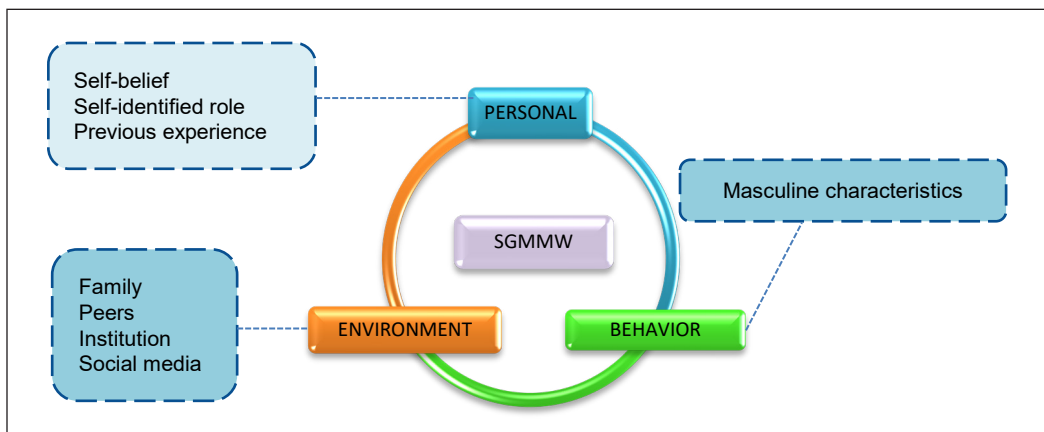 Self-belief
Self-identified role
Previous experience
PERSONAL
Masculine characteristics
SGMMW
Family
Peers
Institution
Social media
ENVIRONMENT
BEHAVIOR